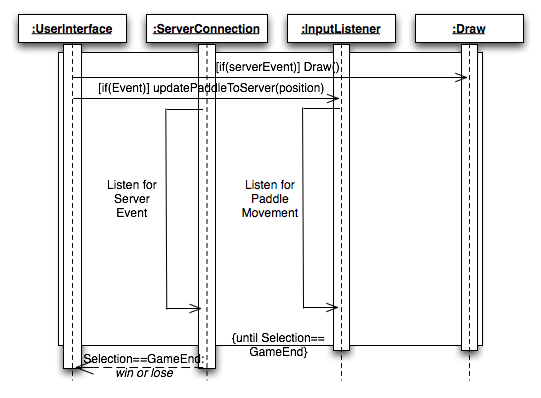 :UserInterface
:ServerConnection
:InputListener
:Draw
[if(serverEvent)] Draw()
[if(Event)] updatePaddleToServer(position)
Listen for
Server
Event
Listen for
Paddle
Movement
{until Selection==
GameEnd}
Selection==GameEnd:
win or lose